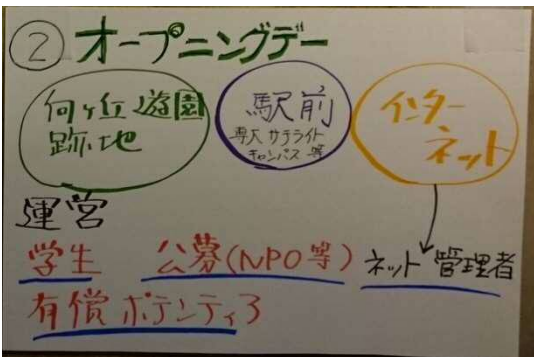 ② オープニングデー
向ヶ丘遊園
跡地
駅前
専大サテライト
キャンパス等
インター
ネット
運営
学生 公募(NPO等) ネット管理者
有償ボランティア